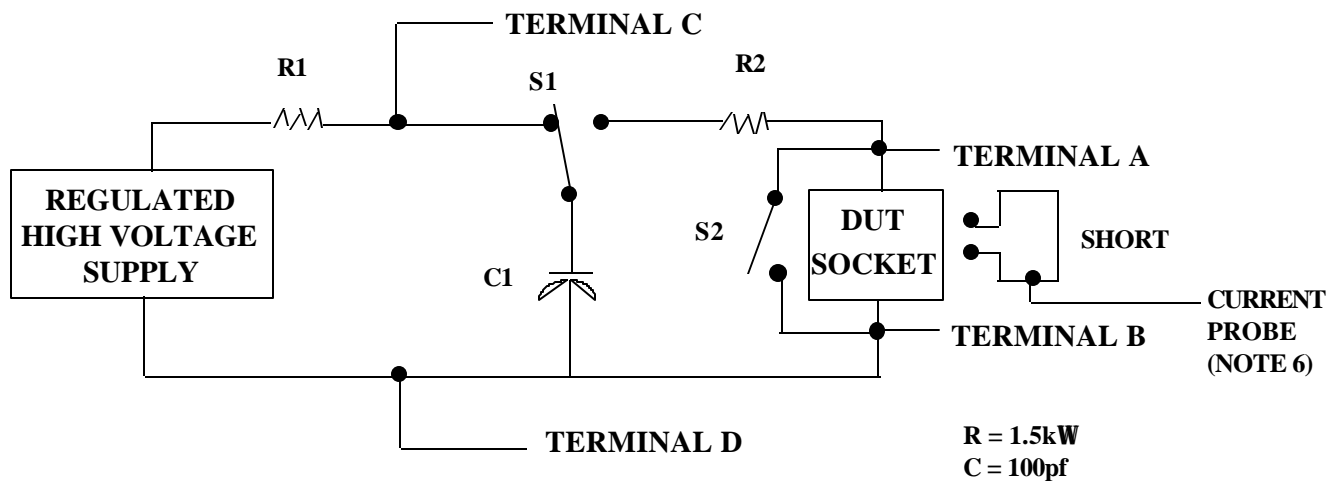 TERMINAL C
R1
S1
R2
TERMINAL A
REGULATED
HIGH VOLTAGE
SUPPLY
DUT
SOCKET
S2
SHORT
C1
CURRENT
PROBE
(NOTE 6)
TERMINAL B
TERMINAL D
R = 1.5kW
C = 100pf